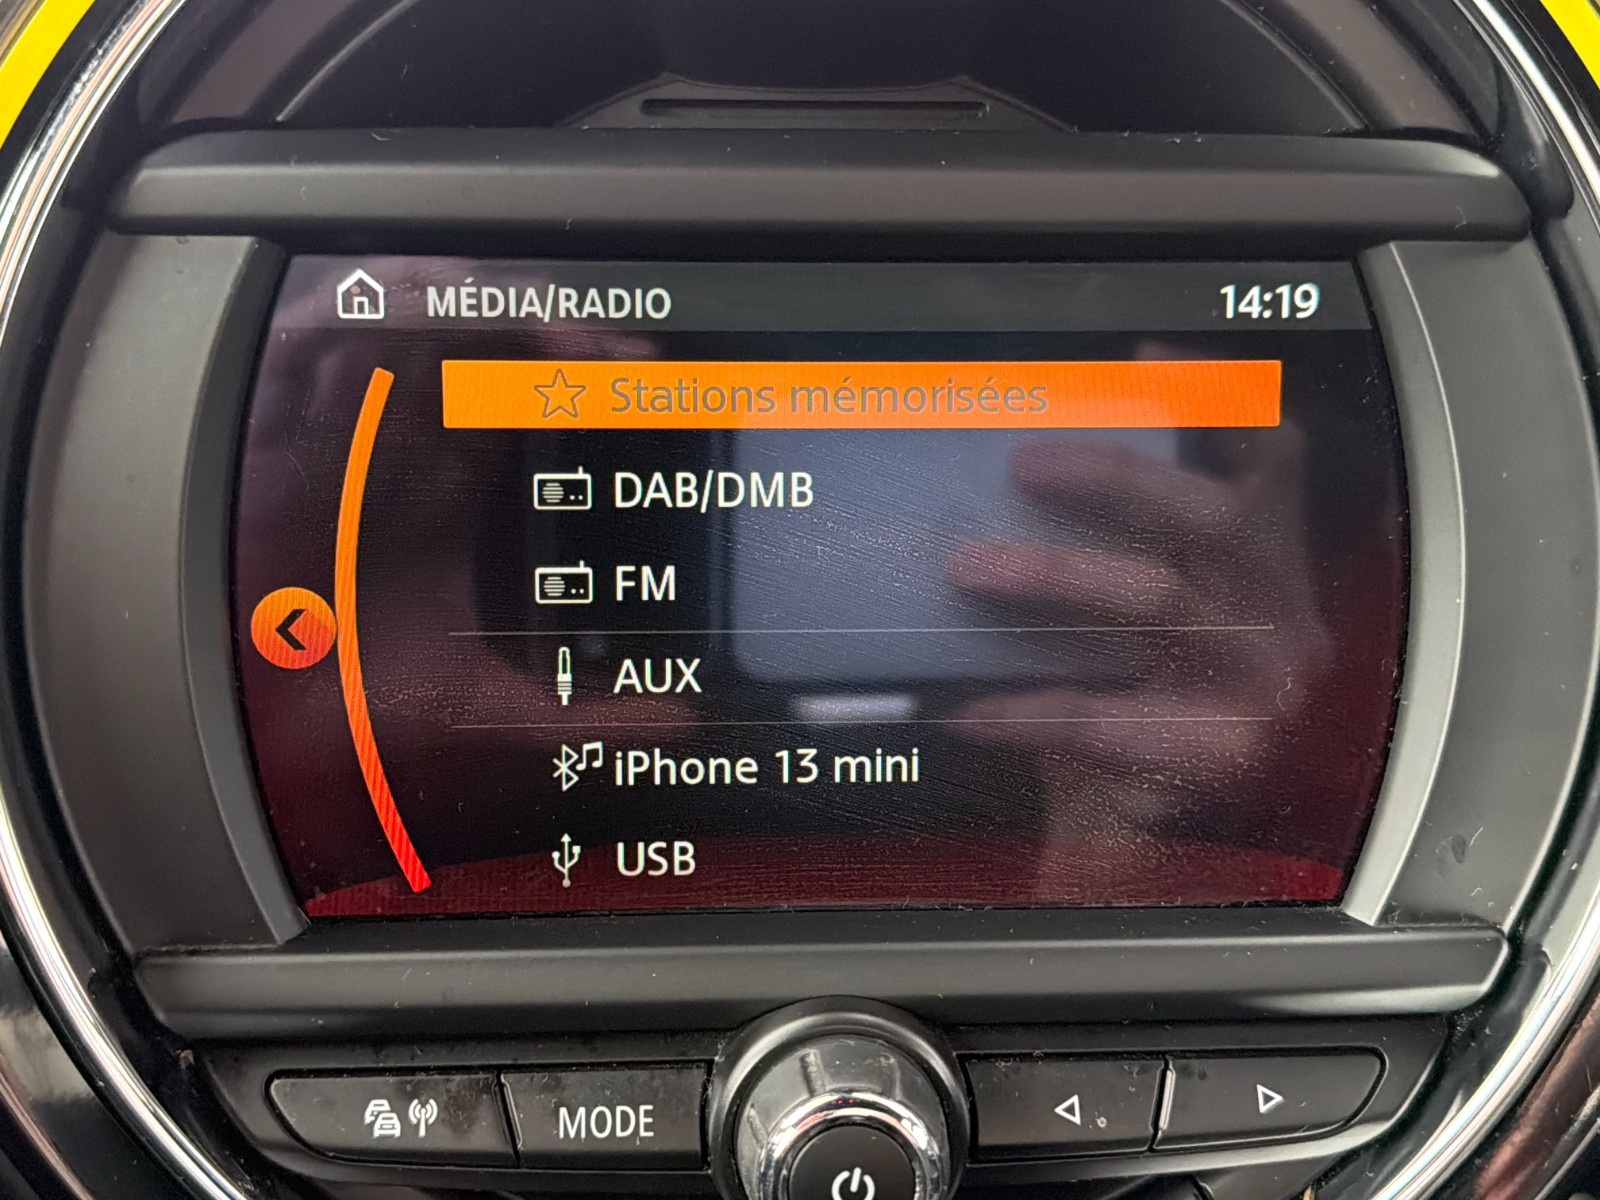 MÉDIA/RADIO 14:19
Stations mémorisées
DAB/DMB
FM
AUX
iPhone 13 mini
USB
MODE